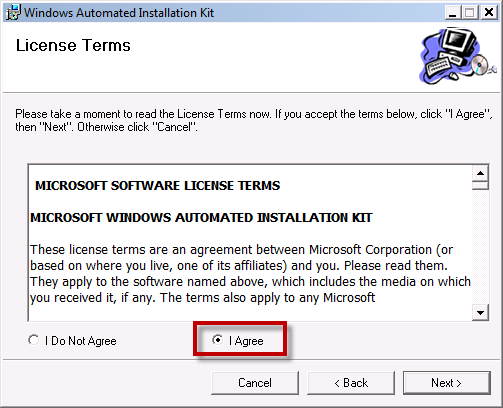 Windows Automated Installation Kit
License Terms
Please take a moment to read the License Terms now. If you accept the terms below, click "I Agree",
then "Next". Otherwise click "Cancel".
MICROSOFT SOFTWARE LICENSE TERMS
MICROSOFT WINDOWS AUTOMATED INSTALLATION KIT
These license terms are an agreement between Microsoft Corporation (or
based on where you live, one of its affiliates) and you. Please read them.
They apply to the software named above, which includes the media on which
you received it, if any. The terms also apply to any Microsoft
I Do Not Agree
I Agree
Cancel
< Back
Next >